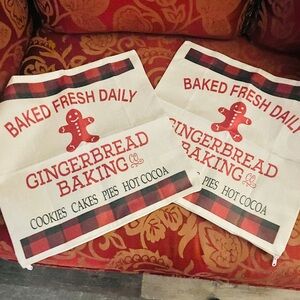 BAKED FRESH DAILY
GINGERBREAD
BAKING CO
COOKIES CAKES PIES HOT COCOA
BAKED FRESH DAILY
GINGERBREAD
BAKING CO
PIES HOT COCOA